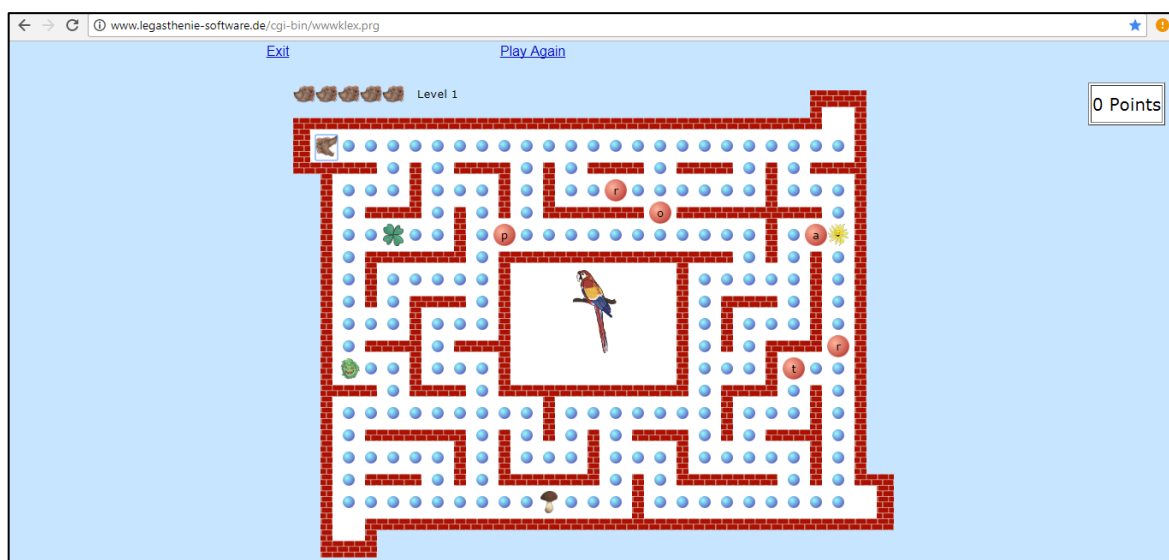 www.legasthenie-software.de/cgi-bin/wwwklex.prg
Exit Play Again
Level 1
0 Points
r
o
p a
r
t